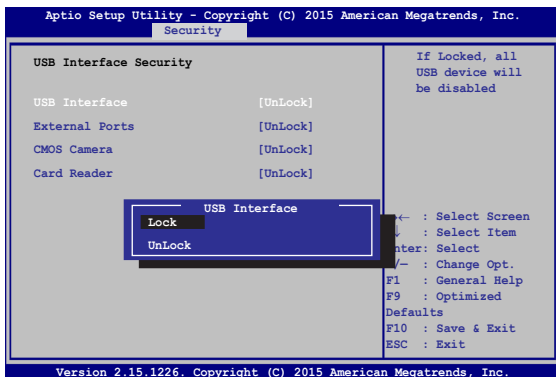 Aptio Setup Utility - Copyright (C) 2015 American Megatrends, Inc.
Security
USB Interface Security
USB Interface [UnLock]
External Ports [UnLock]
CMOS Camera [UnLock]
Card Reader [UnLock]
USB Interface
Lock
UnLock
If Locked, all
USB device will
be disabled
← : Select Screen
↓ : Select Item
nter: Select
/— : Change Opt.
F1 : General Help
F9 : Optimized
Defaults
F10 : Save & Exit
ESC : Exit
Version 2.15.1226. Copyright (C) 2015 American Megatrends, Inc.